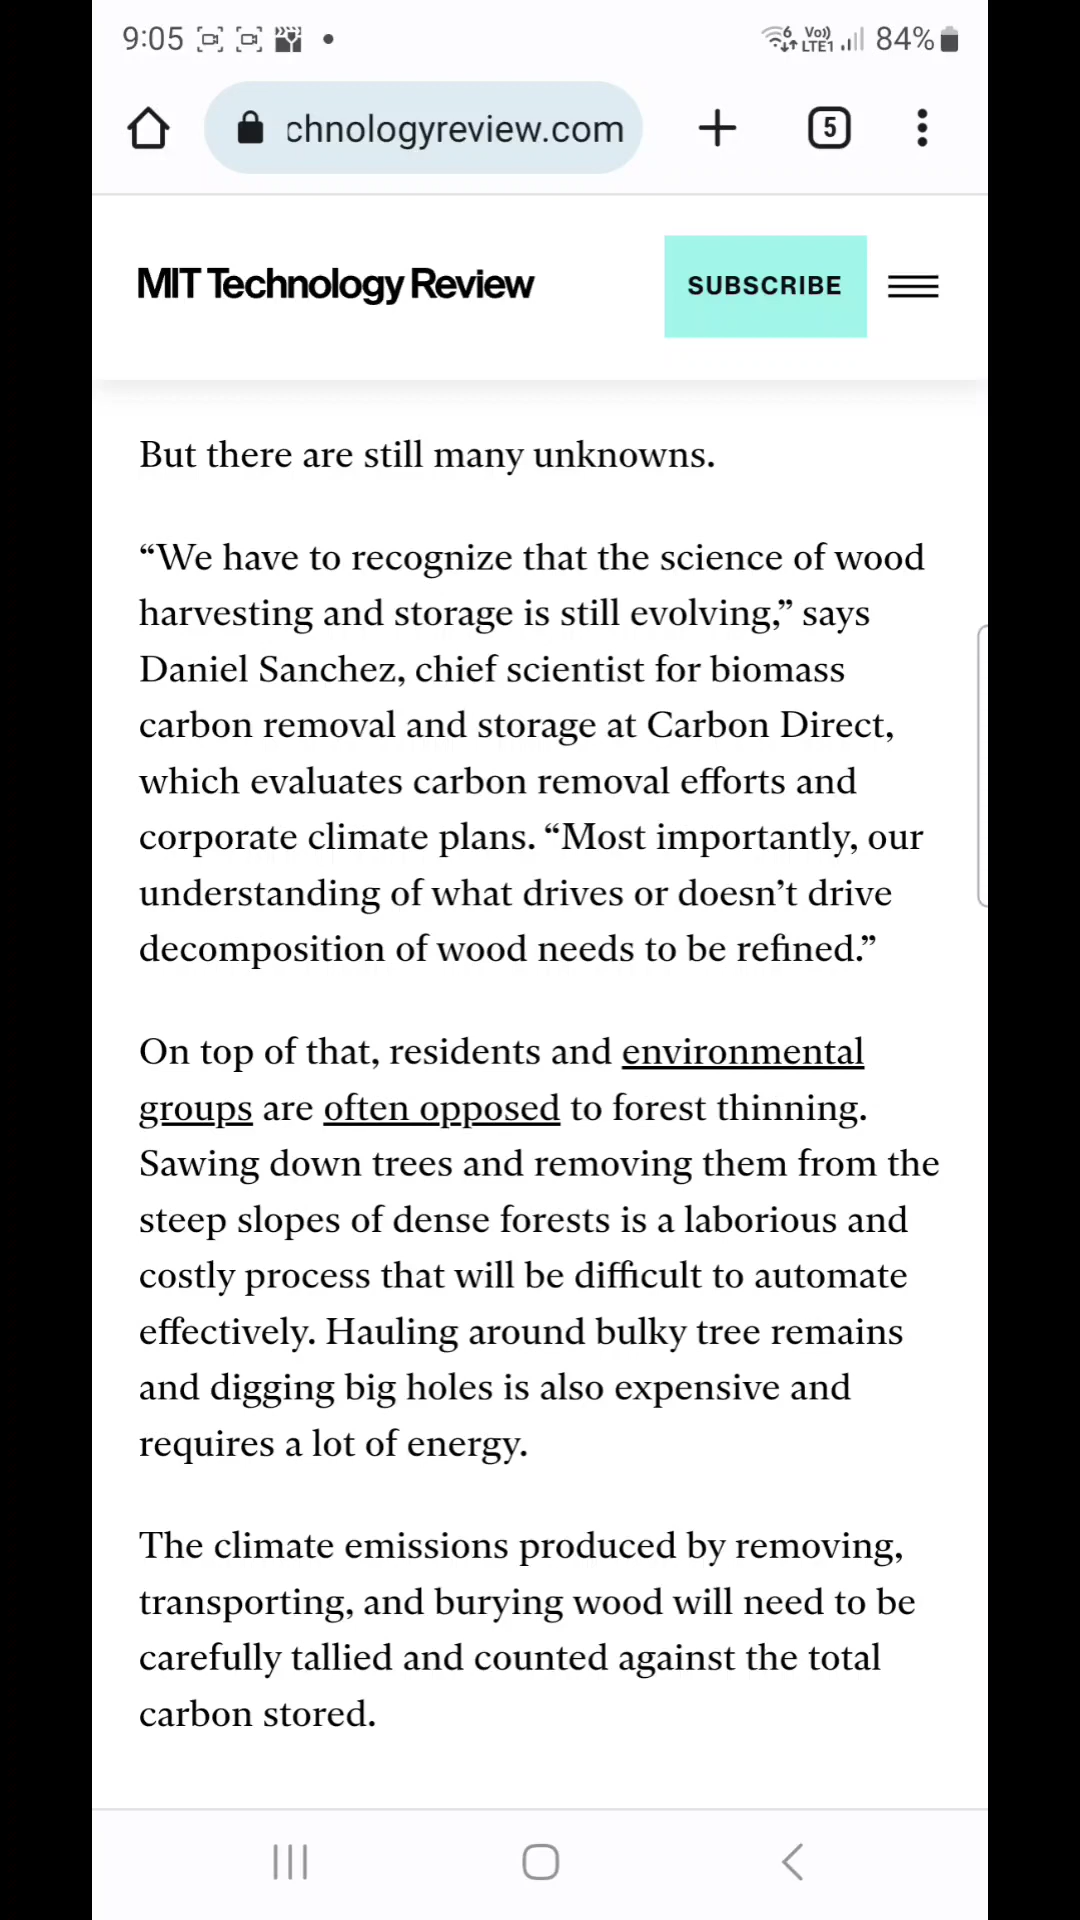 9:05
6 Vo)) LTE1 84%
chnologyreview.com
5
MIT Technology Review
SUBSCRIBE
But there are still many unknowns.
“We have to recognize that the science of wood
harvesting and storage is still evolving,” says
Daniel Sanchez, chief scientist for biomass
carbon removal and storage at Carbon Direct,
which evaluates carbon removal efforts and
corporate climate plans. “Most importantly, our
understanding of what drives or doesn’t drive
decomposition of wood needs to be refined.”
On top of that, residents and environmental
groups are often opposed to forest thinning.
Sawing down trees and removing them from the
steep slopes of dense forests is a laborious and
costly process that will be difficult to automate
effectively. Hauling around bulky tree remains
and digging big holes is also expensive and
requires a lot of energy.
The climate emissions produced by removing,
transporting, and burying wood will need to be
carefully tallied and counted against the total
carbon stored.